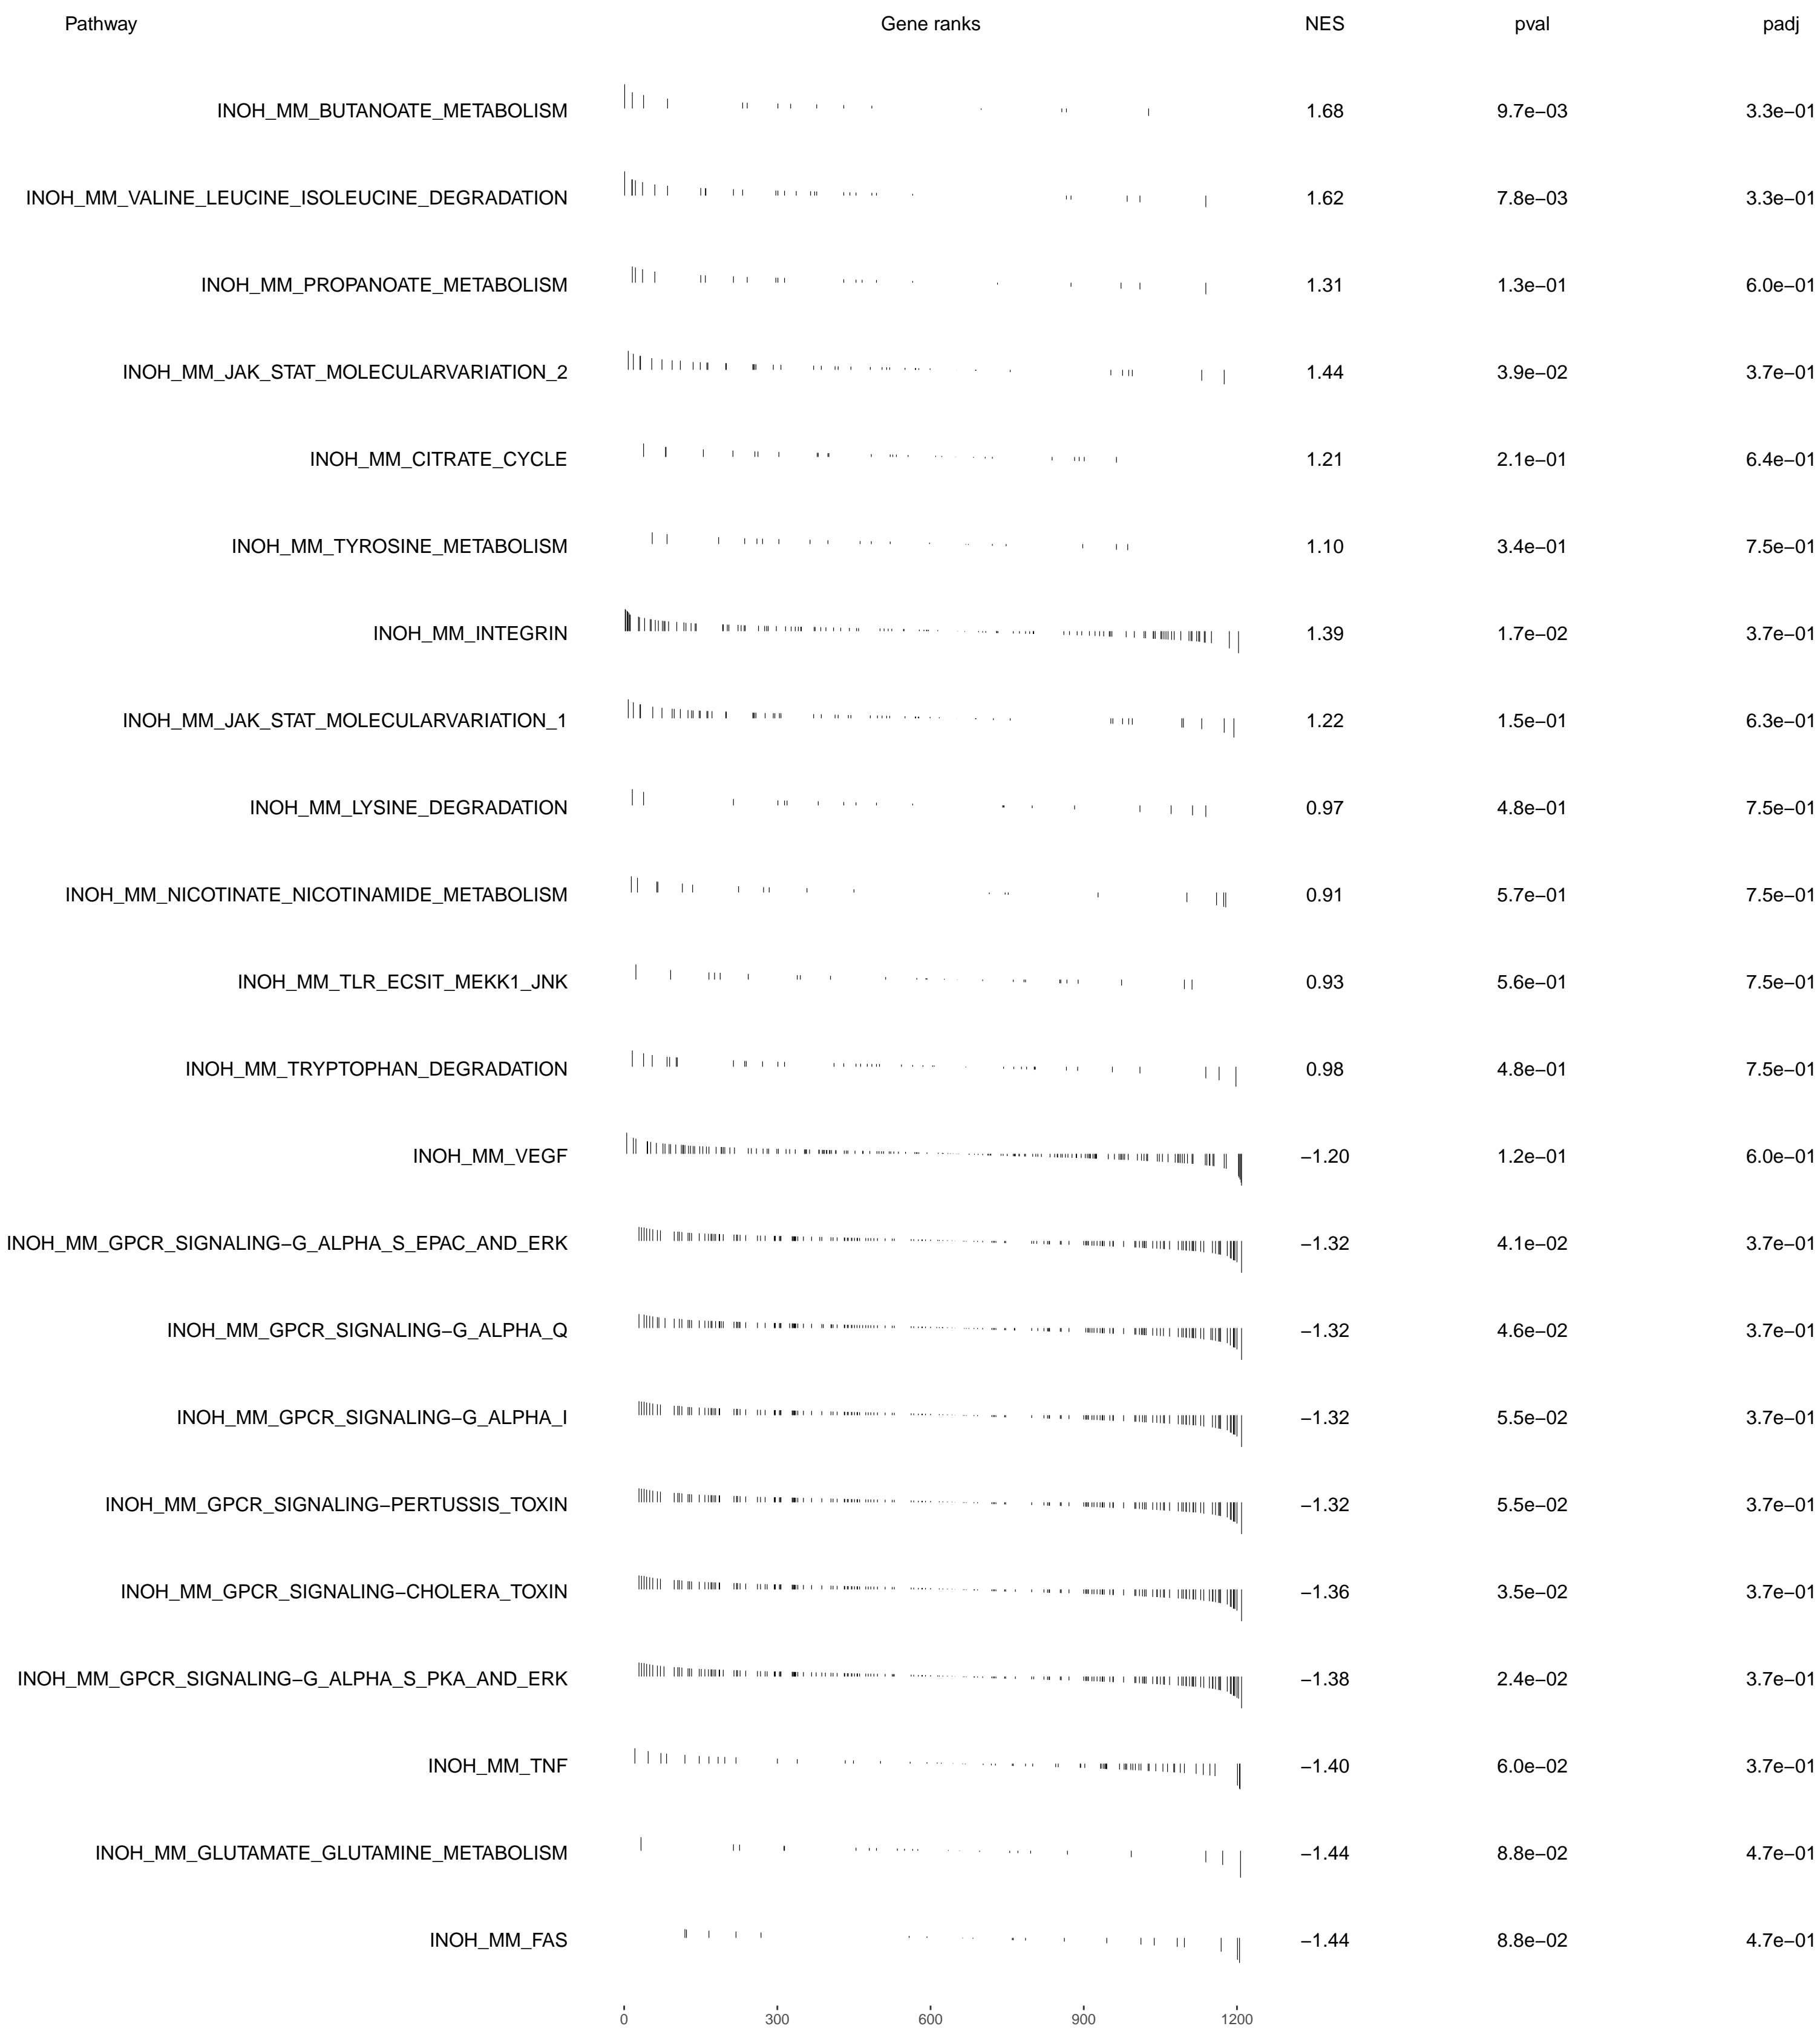 Pathway Gene ranks NES pval padj
INOH_MM_BUTANOATE_METABOLISM 1.68 9.7−03 3.3e−01
INOH_MM_VALINE_LEUCINE_ISOLEUCINE_DEGRADATION 1.62 7.8e−03 3.3e−01
INOH_MM_PROPANOATE_METABOLISM 1.31 1.3e−01 6.0e−01
INOH_MM_JAK_STAT_MOLECULARVARIATION_2 1.44 3.9e−02 3.7e−01
INOH_MM_CITRATE_CYCLE 1.21 2.1e−01 6.4e−01
INOH_MM_TYROSINE_METABOLISM 1.10 3.4e−01 7.5e−01
INOH_MM_INTEGRIN 1.39 1.7e−02 3.7e−01
INOH_MM_JAK_STAT_MOLECULARVARIATION_1 1.22 1.5e−01 6.3e−01
INOH_MM_LYSINE_DEGRADATION 0.97 4.8e−01 7.5e−01
INOH_MM_NICOTINATE_NICOTINAMIDE_METABOLISM 0.91 5.7e−01 7.5e−01
INOH_MM_TLR_ECSIT_MEKK1_JNK 0.93 5.6e−01 7.5e−01
INOH_MM_TRYPTOPHAN_DEGRADATION 0.98 4.8e−01 7.5e−01
INOH_MM_VEGF −1.20 1.2e−01 6.0e−01
INOH_MM_GPCR_SIGNALING−G_ALPHA_S_EPAC_AND_ERK −1.32 4.1e−02 3.7e−01
INOH_MM_GPCR_SIGNALING−G_ALPHA_Q −1.32 4.6e−02 3.7e−01
INOH_MM_GPCR_SIGNALING−G_ALPHA_I −1.32 5.5e−02 3.7e−01
INOH_MM_GPCR_SIGNALING−PERTUSSIS_TOXIN −1.32 5.5e−02 3.7e−01
INOH_MM_GPCR_SIGNALING−CHOLERA_TOXIN −1.36 3.5e−02 3.7e−01
INOH_MM_GPCR_SIGNALING−G_ALPHA_S_PKA_AND_ERK −1.38 2.4e−02 3.7e−01
INOH_MM_TNF −1.40 6.0e−02 3.7e−01
INOH_MM_GLUTAMATE_GLUTAMINE_METABOLISM −1.44 8.8e−02 4.7e−01
INOH_MM_FAS −1.44 8.8e−02 4.7e−01
0 300 600 900 1200